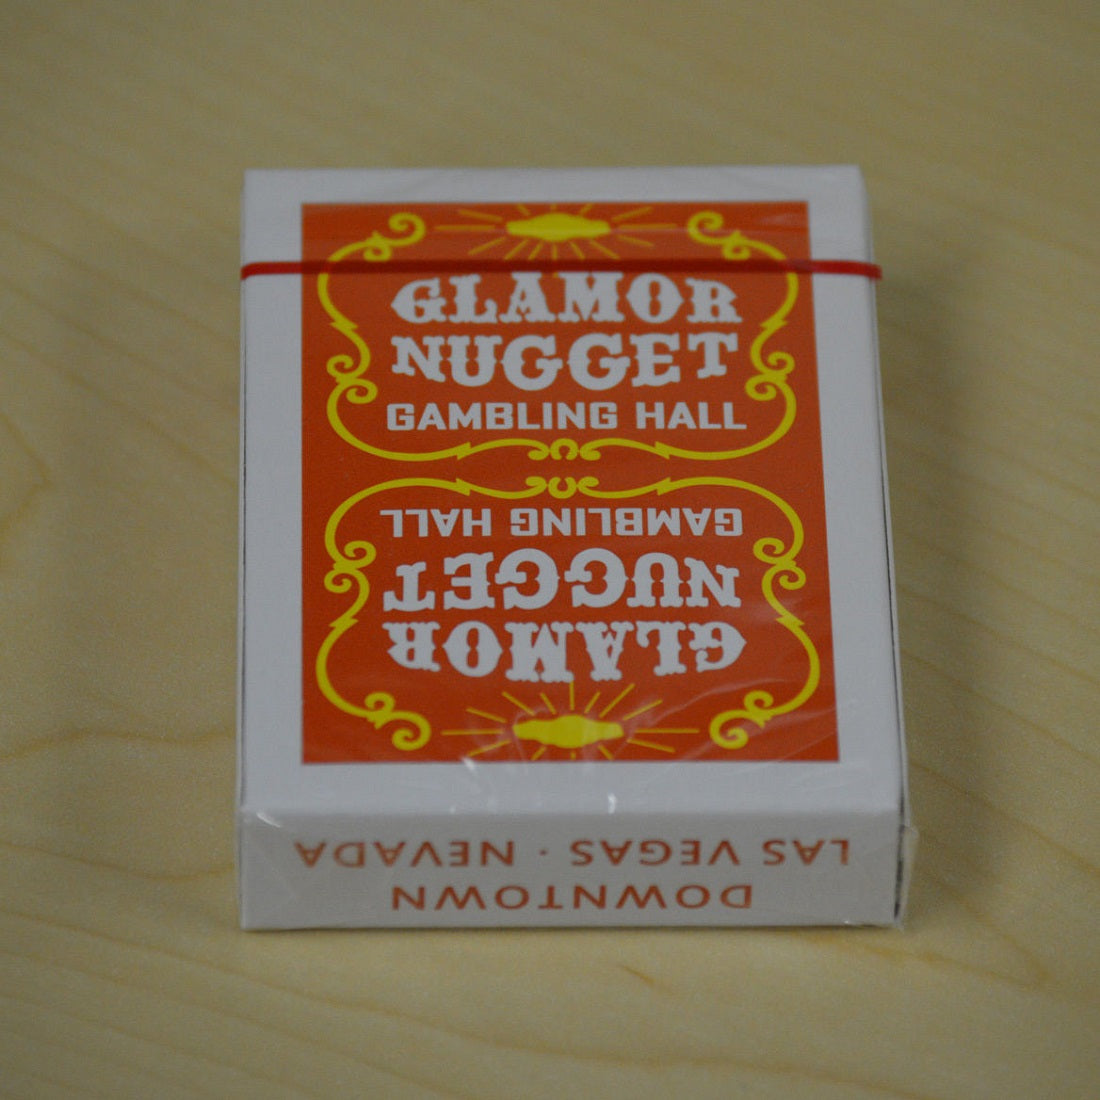 GLAMOR
NUGGET
GAMBLING HALL
GAMBLING HALL
NUGGET
GLAMOR
DOWNTOWN
LAS VEGAS · NEVADA